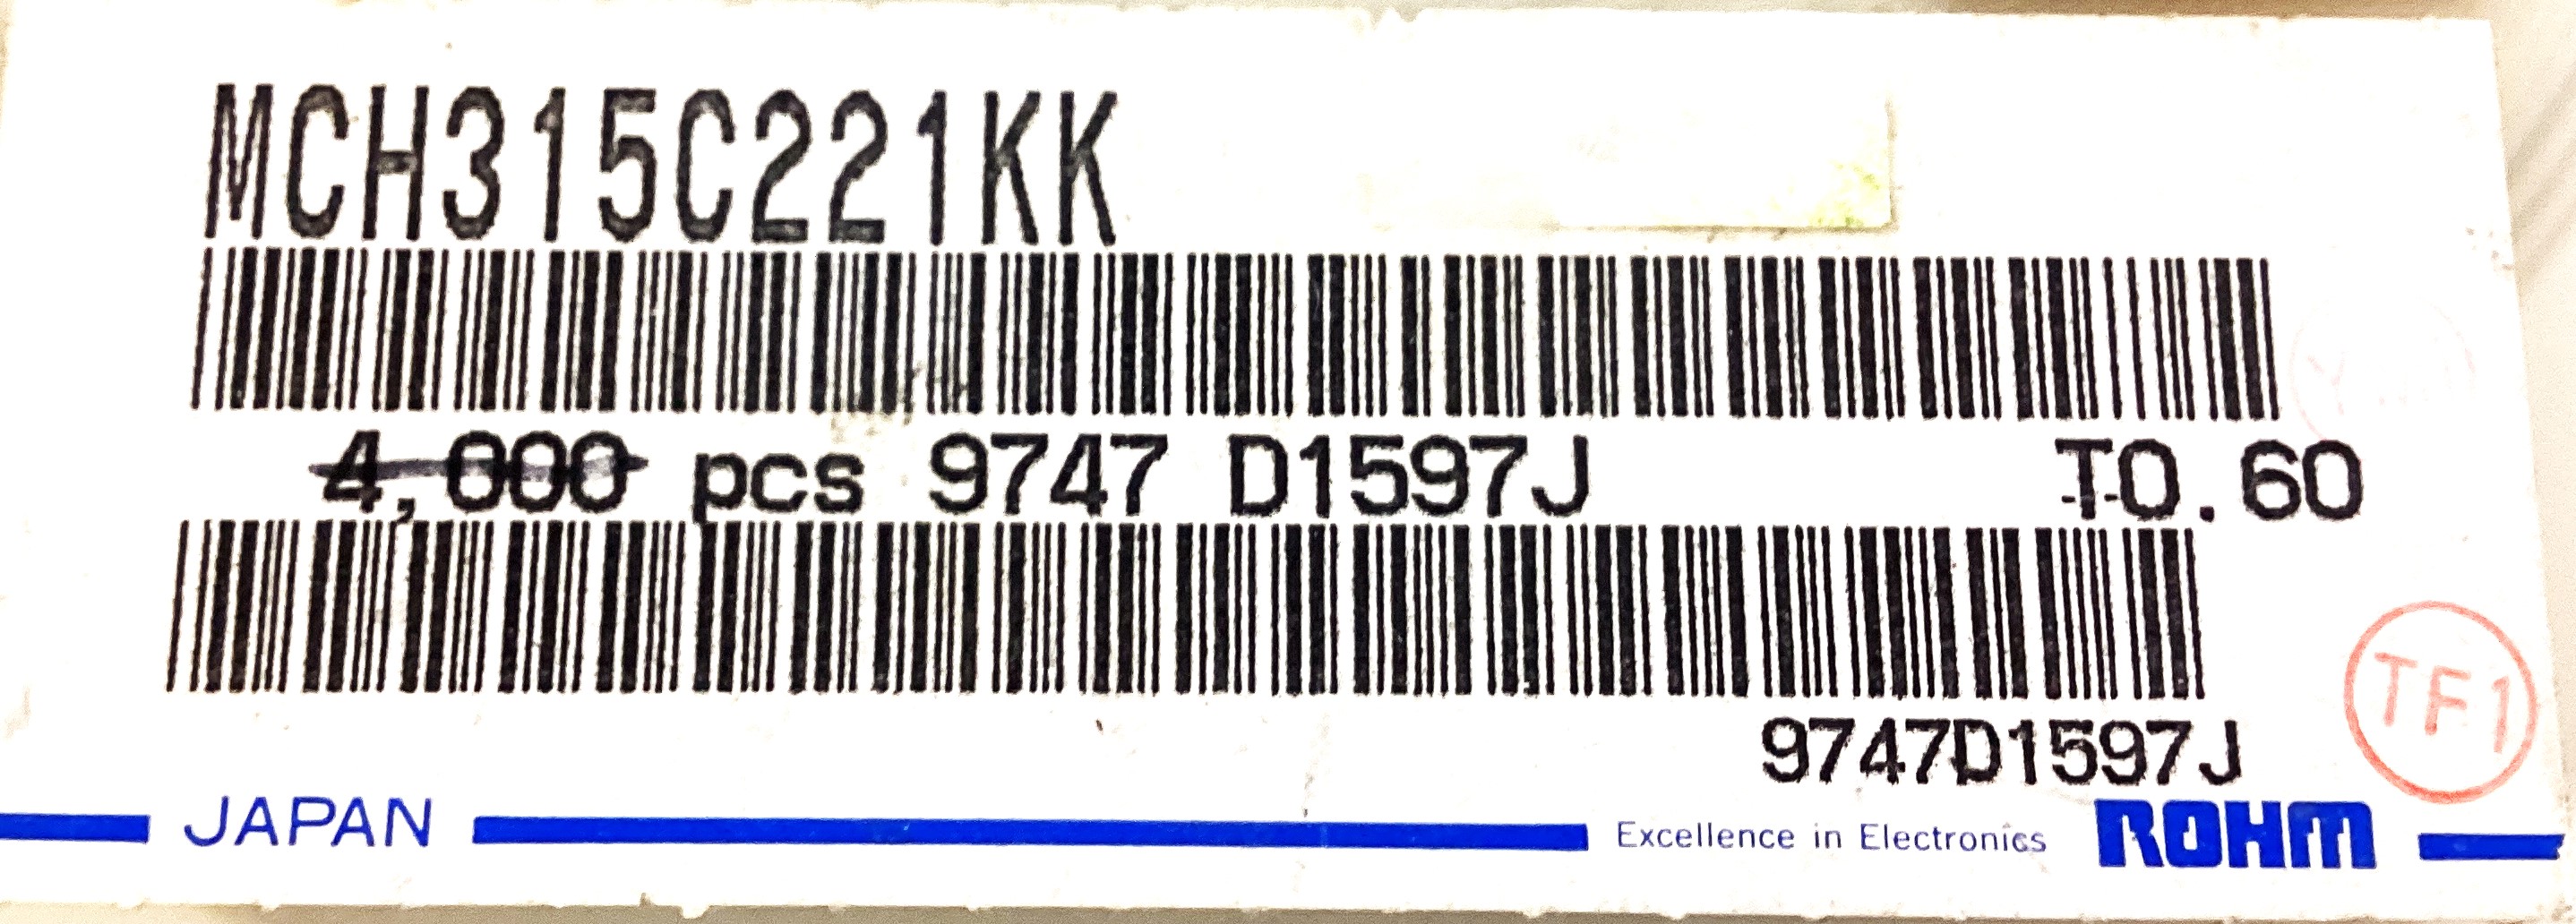 MCH315C221KK
4,000 pcs 9747 D1597J T0.60
9747D1597J
TF1
JAPAN Excellence in Electronics ROHM